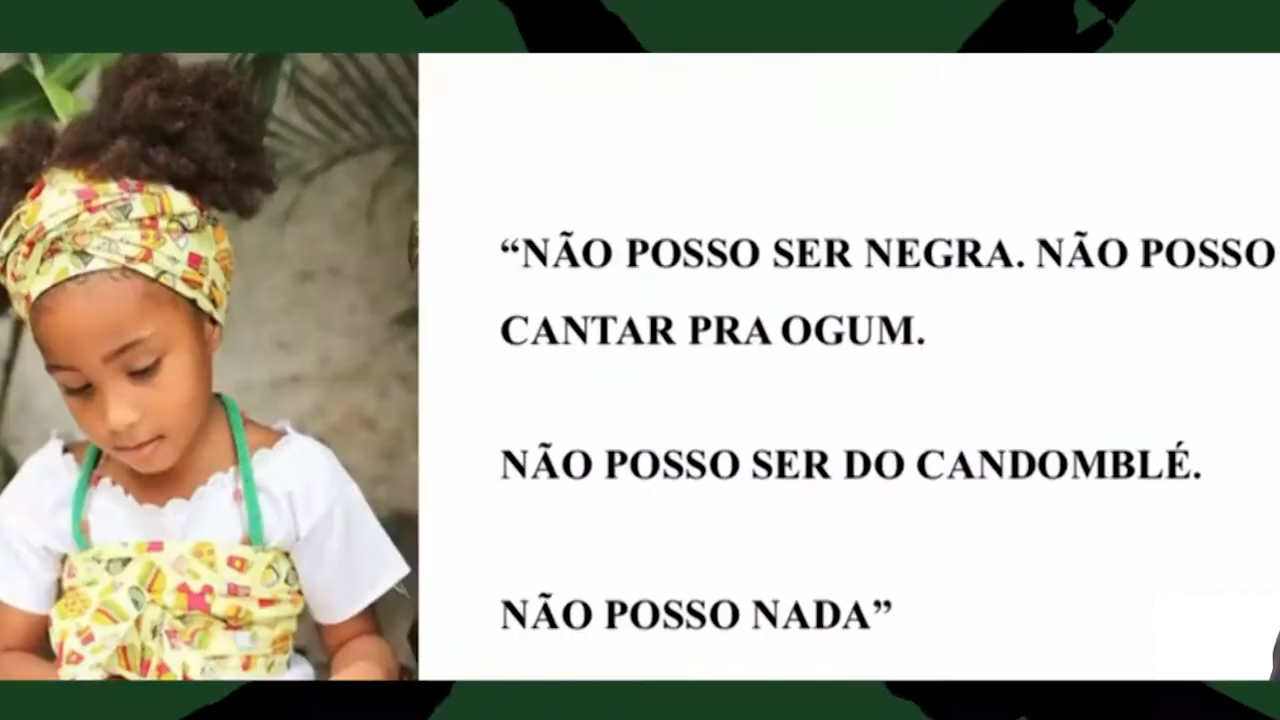 “NÃO POSSO SER NEGRA. NÃO POSSO
CANTAR PRA OGUM.
NÃO POSSO SER DO CANDOMBLÉ.
NÃO POSSO NADA”